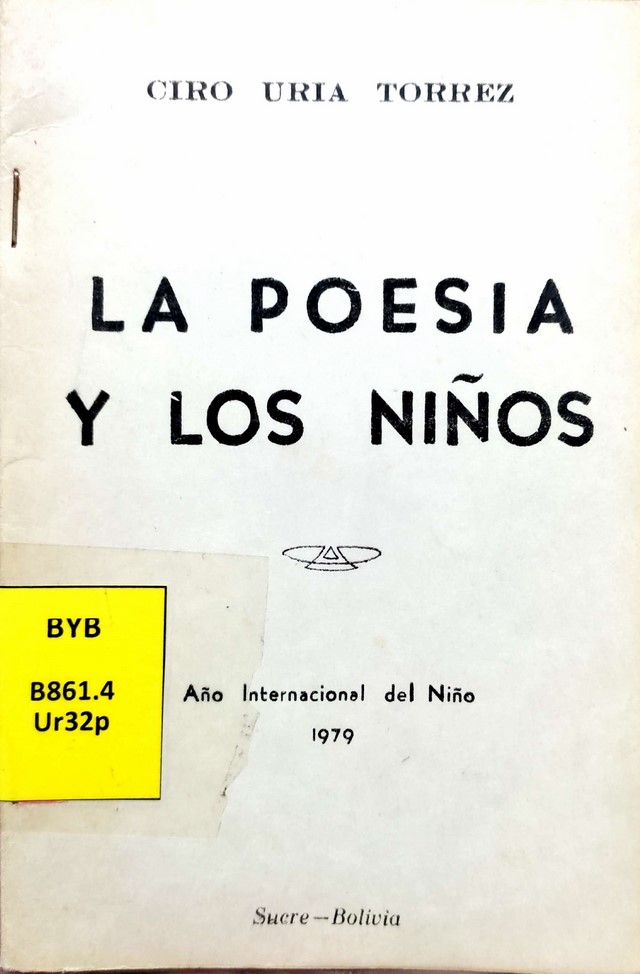 CIRO URIA TORREZ
LA POESIA
Y LOS NIÑOS
BYB
B861.4
Ur32p
Año Internacional del Niño
1979
Sucre—Bolivia